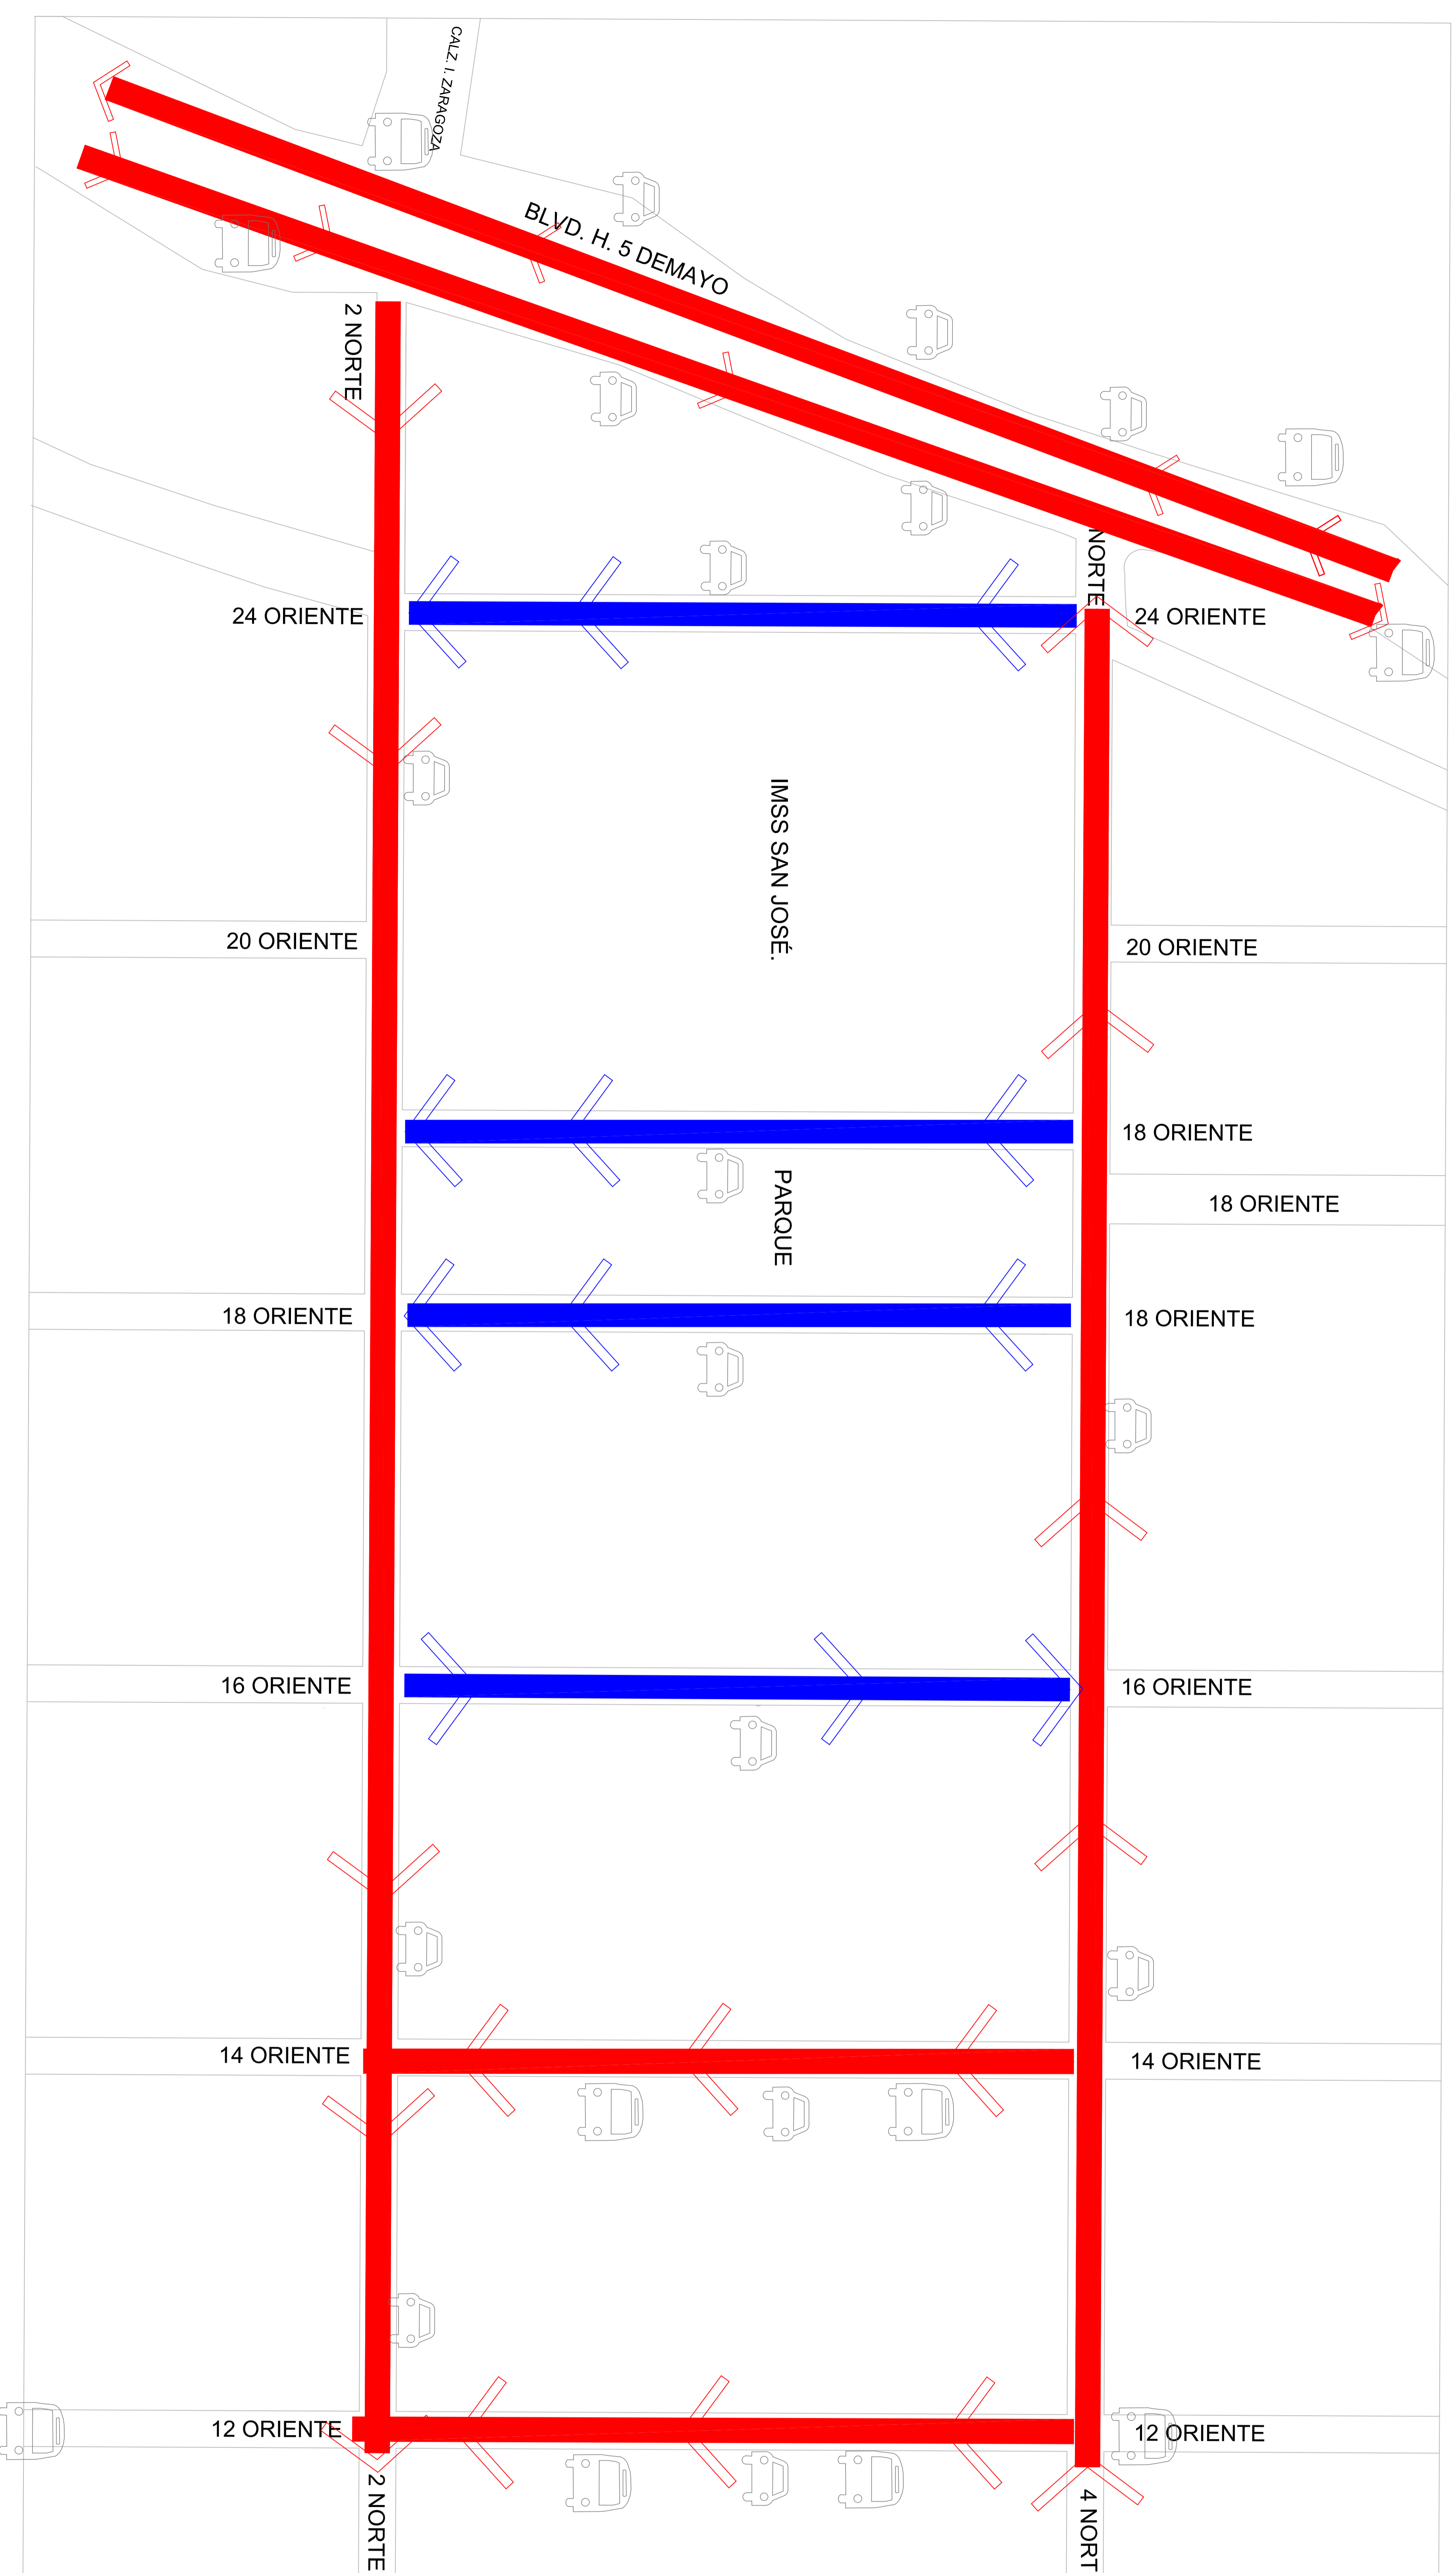 CALZ. I. ZARAGOZA
BLVD. H. 5 DEMAYO
2 NORTE
NORTE
24 ORIENTE
24 ORIENTE
IMSS SAN JOSÉ.
20 ORIENTE
20 ORIENTE
18 ORIENTE
PARQUE
18 ORIENTE
18 ORIENTE
18 ORIENTE
16 ORIENTE
16 ORIENTE
14 ORIENTE
14 ORIENTE
12 ORIENTE
12 ORIENTE
2 NORTE
4 NORT